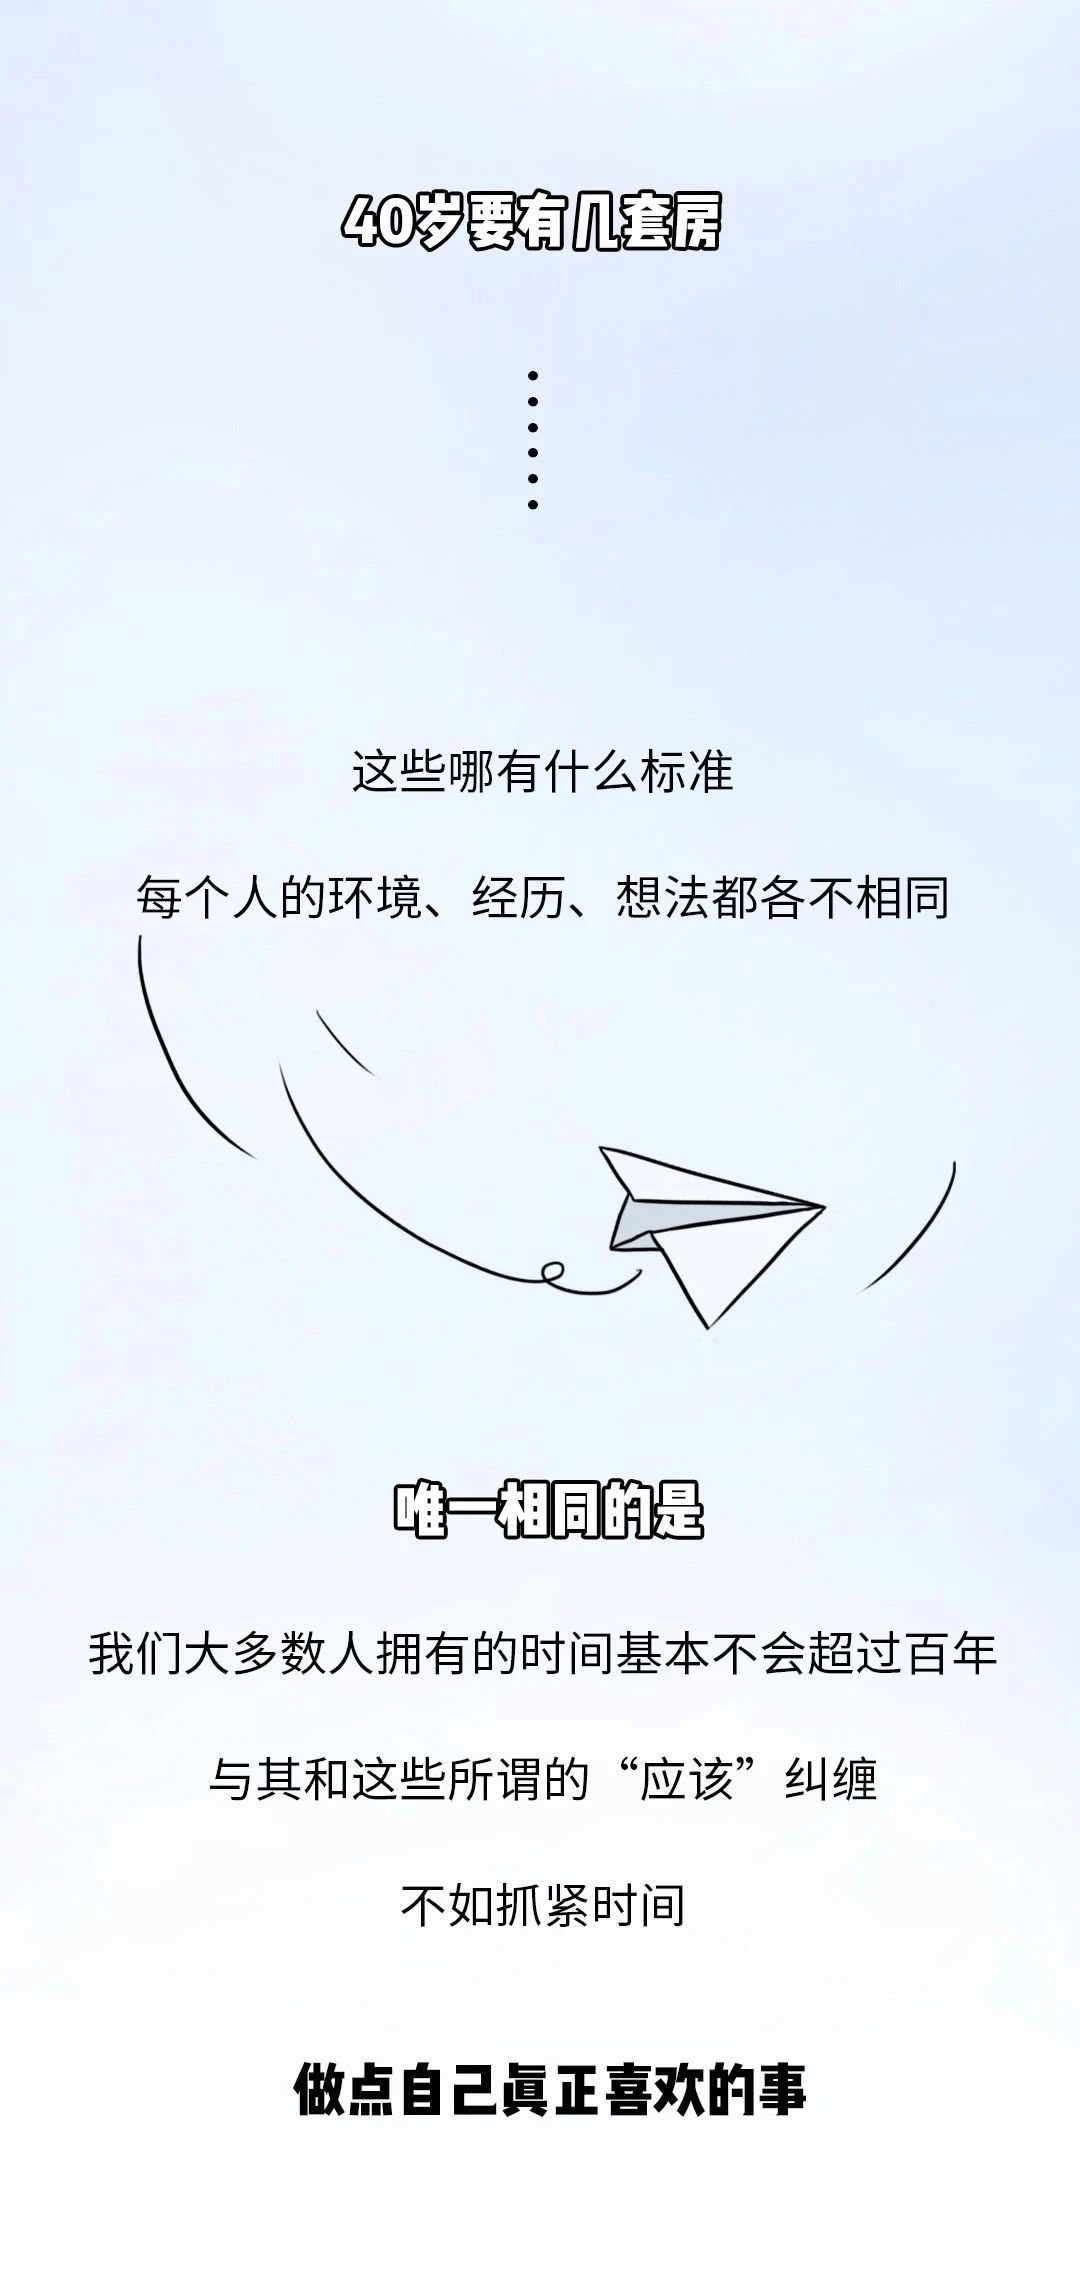 40岁要有几套房
这些哪有什么标准
每个人的环境、经历、想法都各不相同
唯一相同的是
我们大多数人拥有的时间基本不会超过百年
与其和这些所谓的“应该”纠缠
不如抓紧时间
做点自己真正喜欢的事